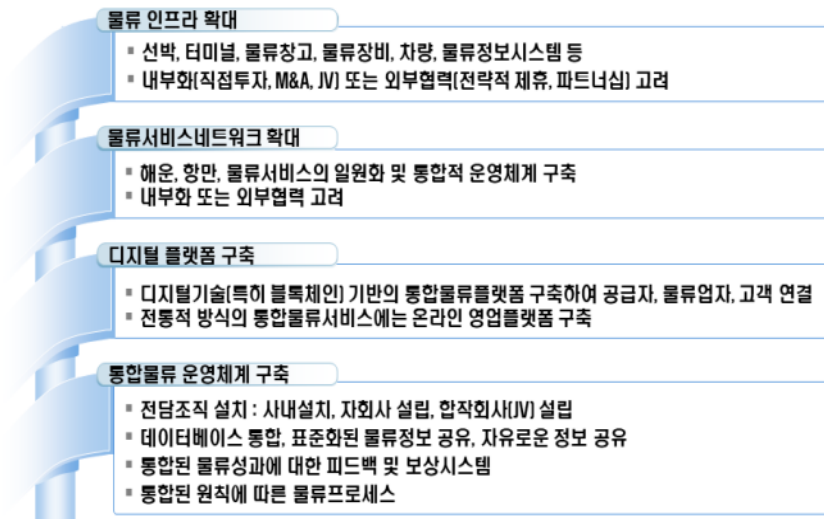 물류 인프라 확대
▪ 선박, 터미널, 물류창고, 물류장비, 차량, 물류정보시스템 등
▪ 내부화(직접투자, M&A, JV) 또는 외부협력(전략적 제휴, 파트너십) 고려
물류서비스네트워크 확대
▪ 해운, 항만, 물류서비스의 일원화 및 통합적 운영체계 구축
▪ 내부화 또는 외부협력 고려
디지털 플랫폼 구축
▪ 디지털기술(특히 블록체인) 기반의 통합물류플랫폼 구축하여 공급자, 물류업자, 고객 연결
▪ 전통적 방식의 통합물류서비스에는 온라인 영업플랫폼 구축
통합물류 운영체계 구축
▪ 전담조직 설치 : 사내설치, 자회사 설립, 합작회사(JV) 설립
▪ 데이터베이스 통합, 표준화된 물류정보 공유, 자유로운 정보 공유
▪ 통합된 물류성과에 대한 피드백 및 보상시스템
▪ 통합된 원칙에 따른 물류프로세스